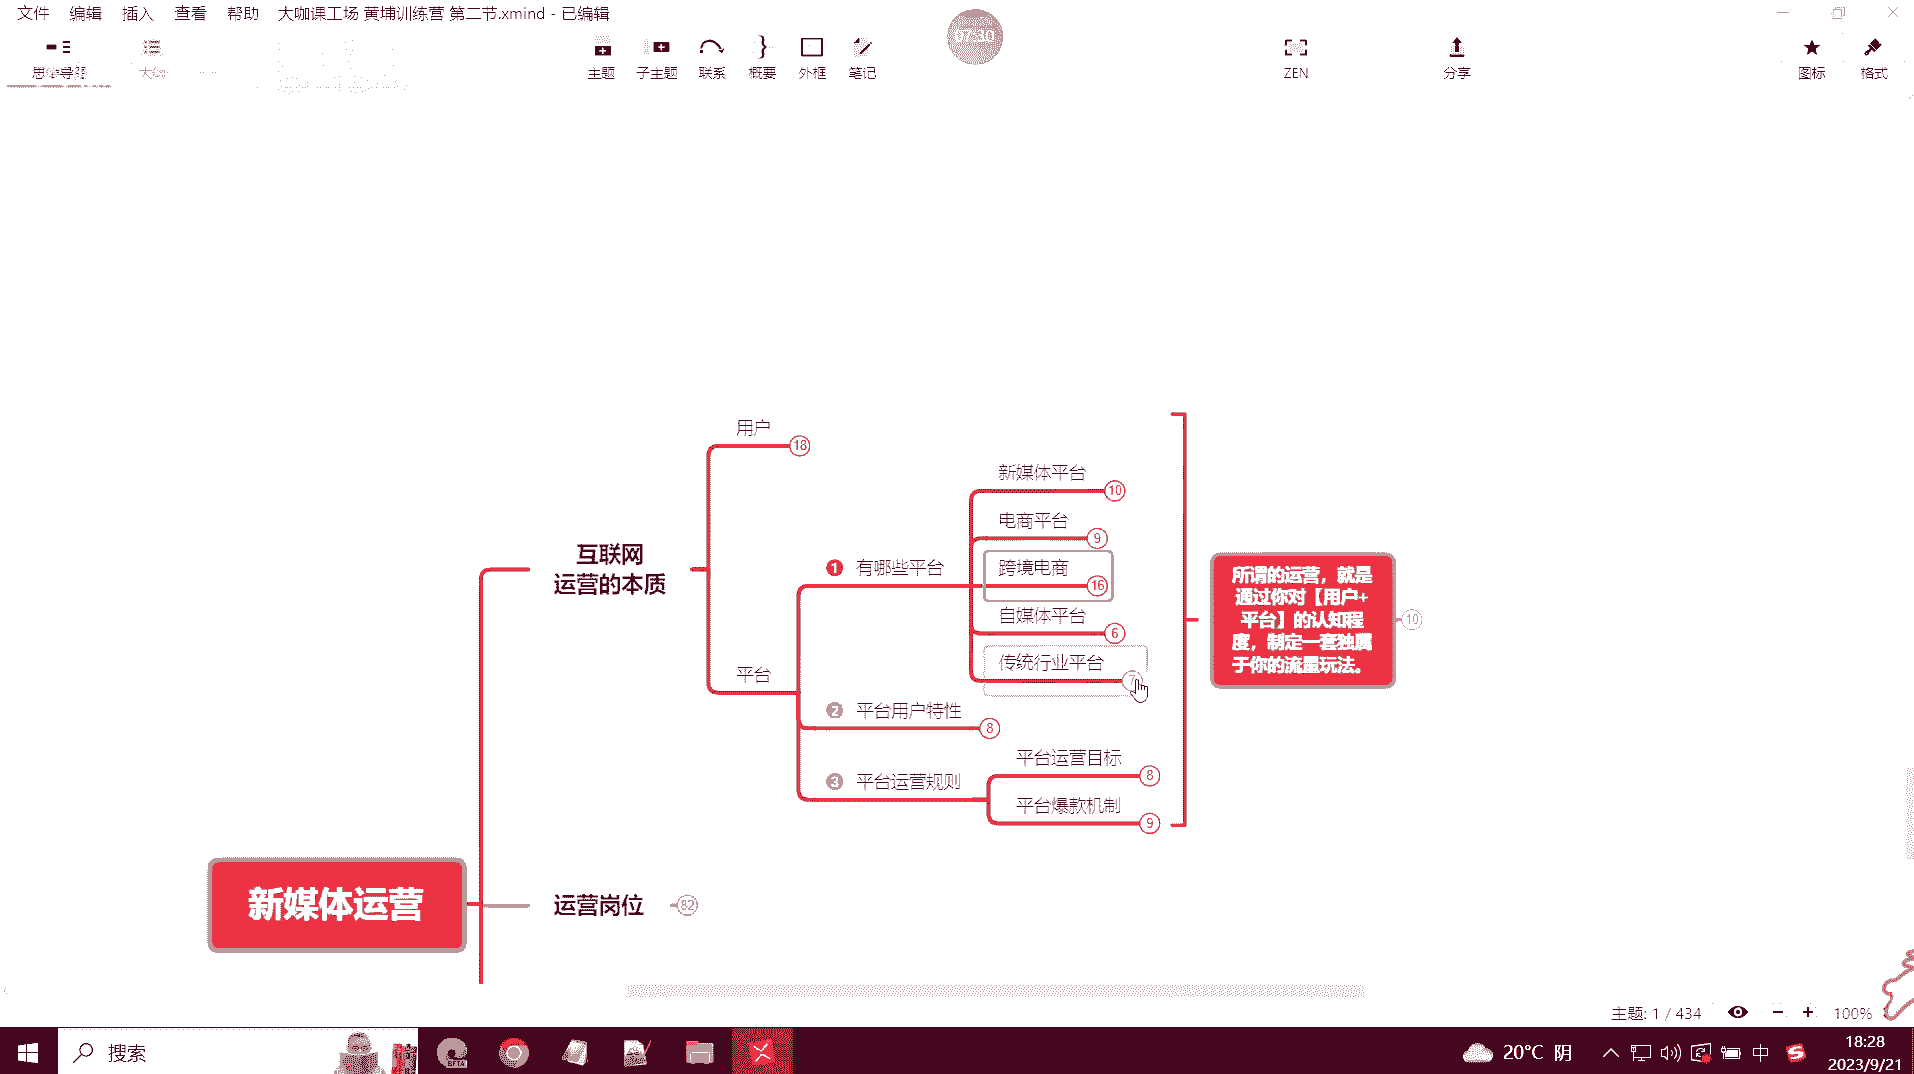 文件 编辑 插入 查看 帮助 大咖课工场 黄埔训练营 第二节.xmind - 已编辑
07:30
思维导图 大纲 主题 子主题 联系 概要 外框 笔记 ZEN 分享 图标 格式
用户 18
新媒体平台 10
电商平台 9
互联网
运营的本质
1 有哪些平台
跨境电商 16
自媒体平台 6
传统行业平台 7
平台
2 平台用户特性 8
3 平台运营规则
平台运营目标 8
平台爆款机制 9
所谓的运营，就是
通过你对【用户+
平台】的认知程
度，制定一套独属
于你的流量玩法。
10
新媒体运营
运营岗位 82
主题: 1 / 434 100%
搜索
BETA
20°C 阴
中
18:28
2023/9/21